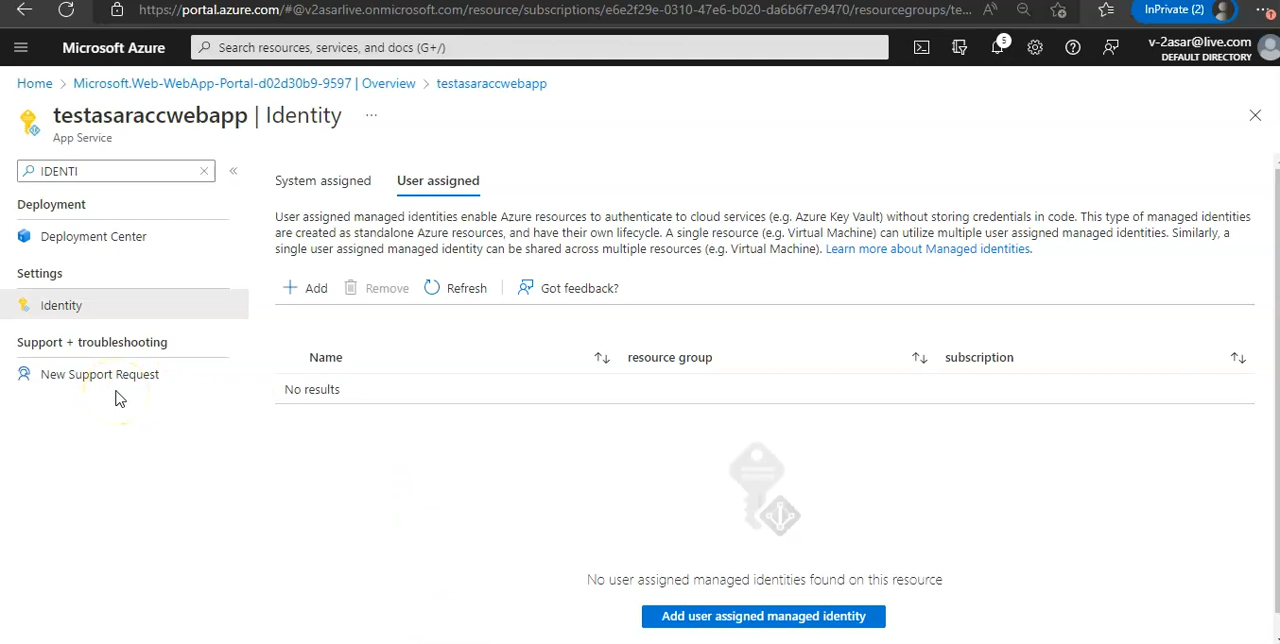 https://portal.azure.com/#@v2asarlive.onmicrosoft.com/resource/subscriptions/e6e2f29e-0310-47e6-b020-da6b6f7e9470/resourcegroups/te...
InPrivate (2)
Microsoft Azure
Search resources, services, and docs (G+/)
5
v-2asar@live.com
DEFAULT DIRECTORY
Home > Microsoft.Web-WebApp-Portal-d02d30b9-9597 | Overview > testasaraccwebapp
testasaraccwebapp | Identity ...
App Service
IDENTI
Deployment
Deployment Center
Settings
Identity
Support + troubleshooting
New Support Request
System assigned User assigned
User assigned managed identities enable Azure resources to authenticate to cloud services (e.g. Azure Key Vault) without storing credentials in code. This type of managed identities
are created as standalone Azure resources, and have their own lifecycle. A single resource (e.g. Virtual Machine) can utilize multiple user assigned managed identities. Similarly, a
single user assigned managed identity can be shared across multiple resources (e.g. Virtual Machine). Learn more about Managed identities.
Add Remove Refresh Got feedback?
Name resource group subscription
No results
No user assigned managed identities found on this resource
Add user assigned managed identity